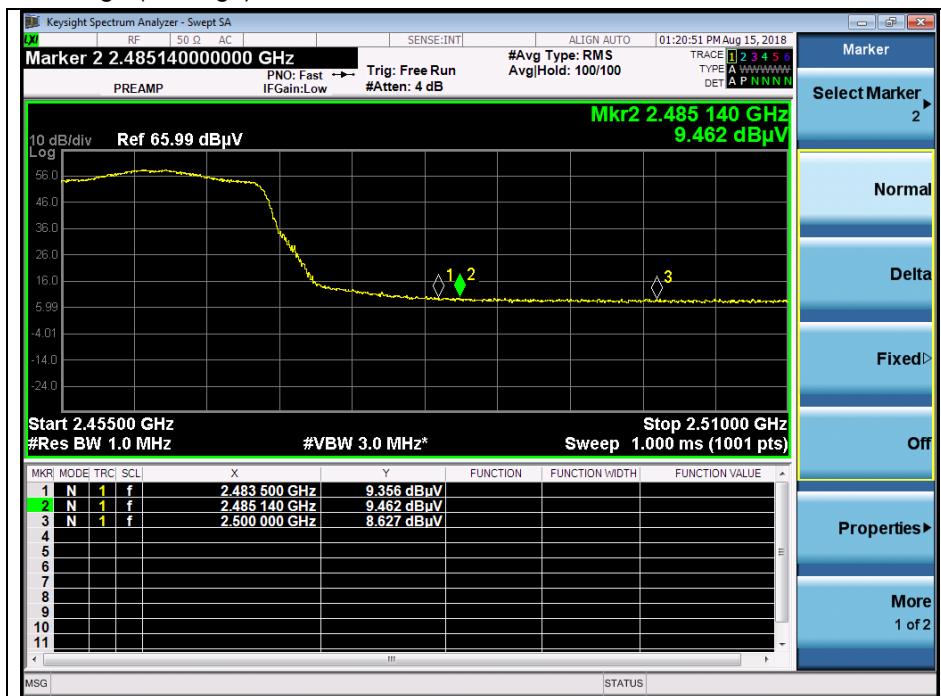 Keysight Spectrum Analyzer - Swept SA
LXI RF 50 Ω AC SENSE:INT ALIGN AUTO 01:20:51 PM Aug 15, 2018
Marker 2 2.485140000000 GHz #Avg Type: RMS TRACE 1 2 3 4 5 6
PNO: Fast Trig: Free Run Avg|Hold: 100/100 TYPE A WWWWW
PREAMP IFGain:Low #Atten: 4 dB DET A P N N N N
Mkr2 2.485 140 GHz
10 dB/div Ref 65.99 dBµV 9.462 dBµV
Log
56.0
46.0
36.0
26.0
16.0
5.99
-4.01
-14.0
-24.0
1 2 3
Start 2.45500 GHz Stop 2.51000 GHz
#Res BW 1.0 MHz #VBW 3.0 MHz* Sweep 1.000 ms (1001 pts)
MKR MODE TRC SCL X Y FUNCTION FUNCTION WIDTH FUNCTION VALUE
1 N 1 f 2.483 500 GHz 9.356 dBµV
2 N 1 f 2.485 140 GHz 9.462 dBµV
3 N 1 f 2.500 000 GHz 8.627 dBµV
4
5
6
7
8
9
10
11
MSG STATUS
Marker
Select Marker
2
Normal
Delta
Fixed
Off
Properties
More
1 of 2